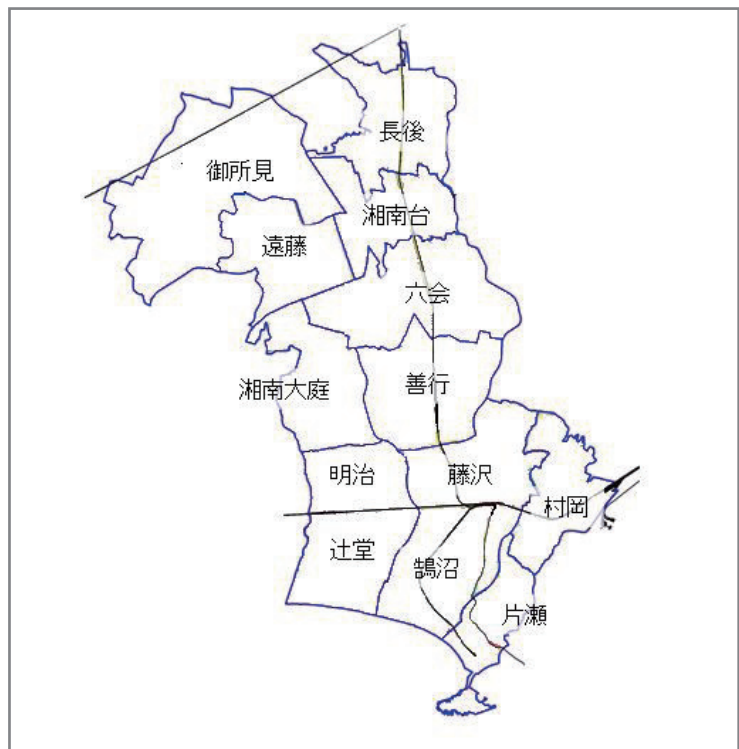 長後
御所見
湘南台
遠藤
六会
善行
湘南大庭
明治
藤沢
村岡
辻堂
鵠沼
片瀬